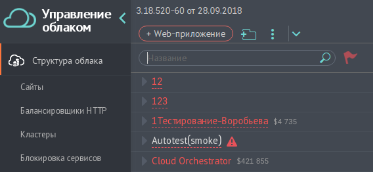 Управление облаком
3.18.520-60 от 28.09.2018
+ Web-приложение
Структура облака
Название
Сайты
12
Балансировщики HTTP
123
Кластеры
1Тестирование-Воробьева $4 735
Autotest(smoke)
Блокировка сервисов
Cloud Orchestrator $421 855